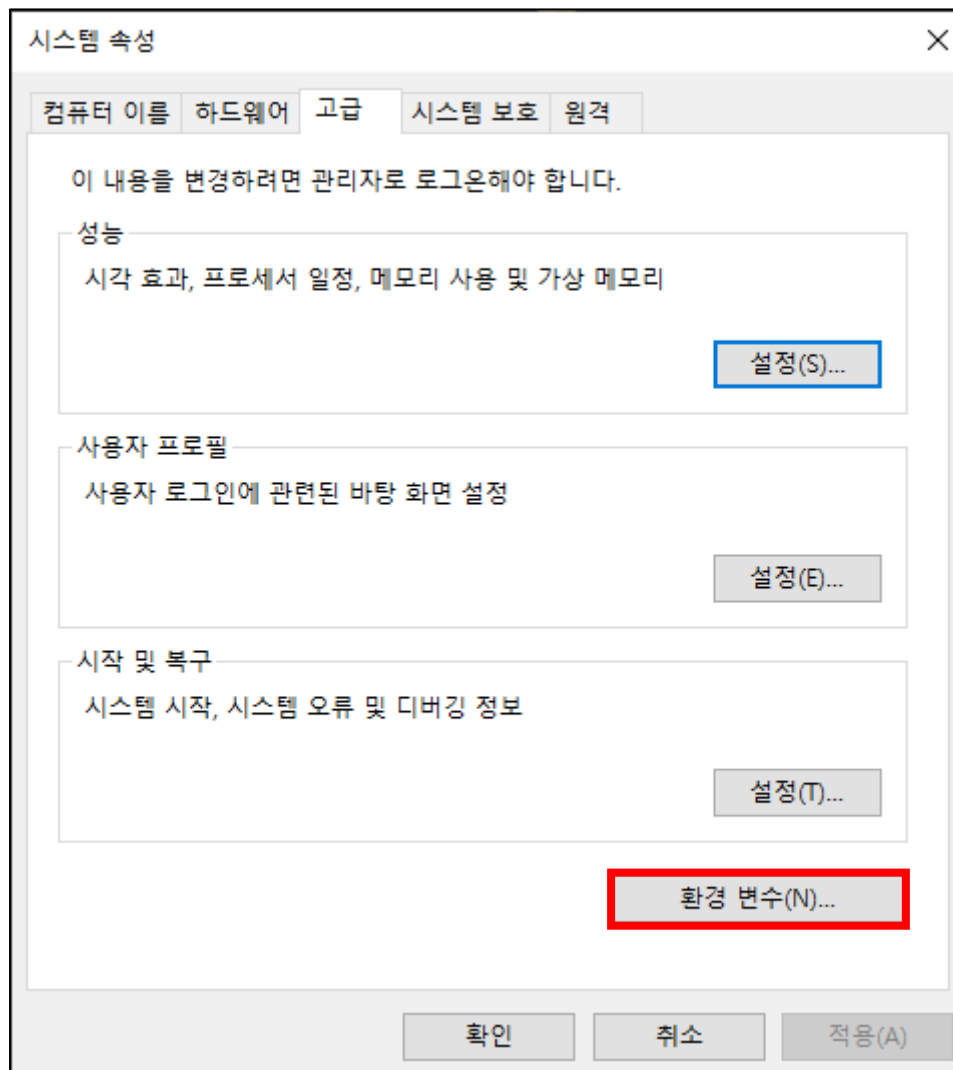 시스템 속성
컴퓨터 이름 하드웨어 고급 시스템 보호 원격
이 내용을 변경하려면 관리자로 로그온해야 합니다.
성능
시각 효과, 프로세서 일정, 메모리 사용 및 가상 메모리
설정(S)...
사용자 프로필
사용자 로그인에 관련된 바탕 화면 설정
설정(E)...
시작 및 복구
시스템 시작, 시스템 오류 및 디버깅 정보
설정(T)...
환경 변수(N)...
확인 취소 적용(A)